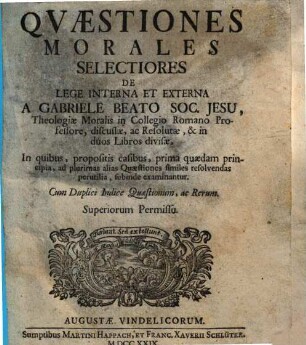 QVÆSTIONES
MORALES
SELECTIORES
DE
LEGE INTERNA ET EXTERNA
A GABRIELE BEATO SOC. JESU,
Theologiæ Moralis in Collegio Romano Pro-
fessore, discussæ, ac Resolutæ, & in
duos Libros divisæ.
In quibus, propositis casibus, prima quædam prin-
cipia, ad plurimas alias Quæstiones similes resolvendas
perutilia, subinde examinantur.
Cum Duplici Indice Quæstionum, ac Rerum.
Superiorum Permissu.
AUGUSTÆ VINDELICORUM.
Sumptibus MARTINI HAPPACH, ET FRANC. XAVERII SCHLÜTER.
MDCC XXIX